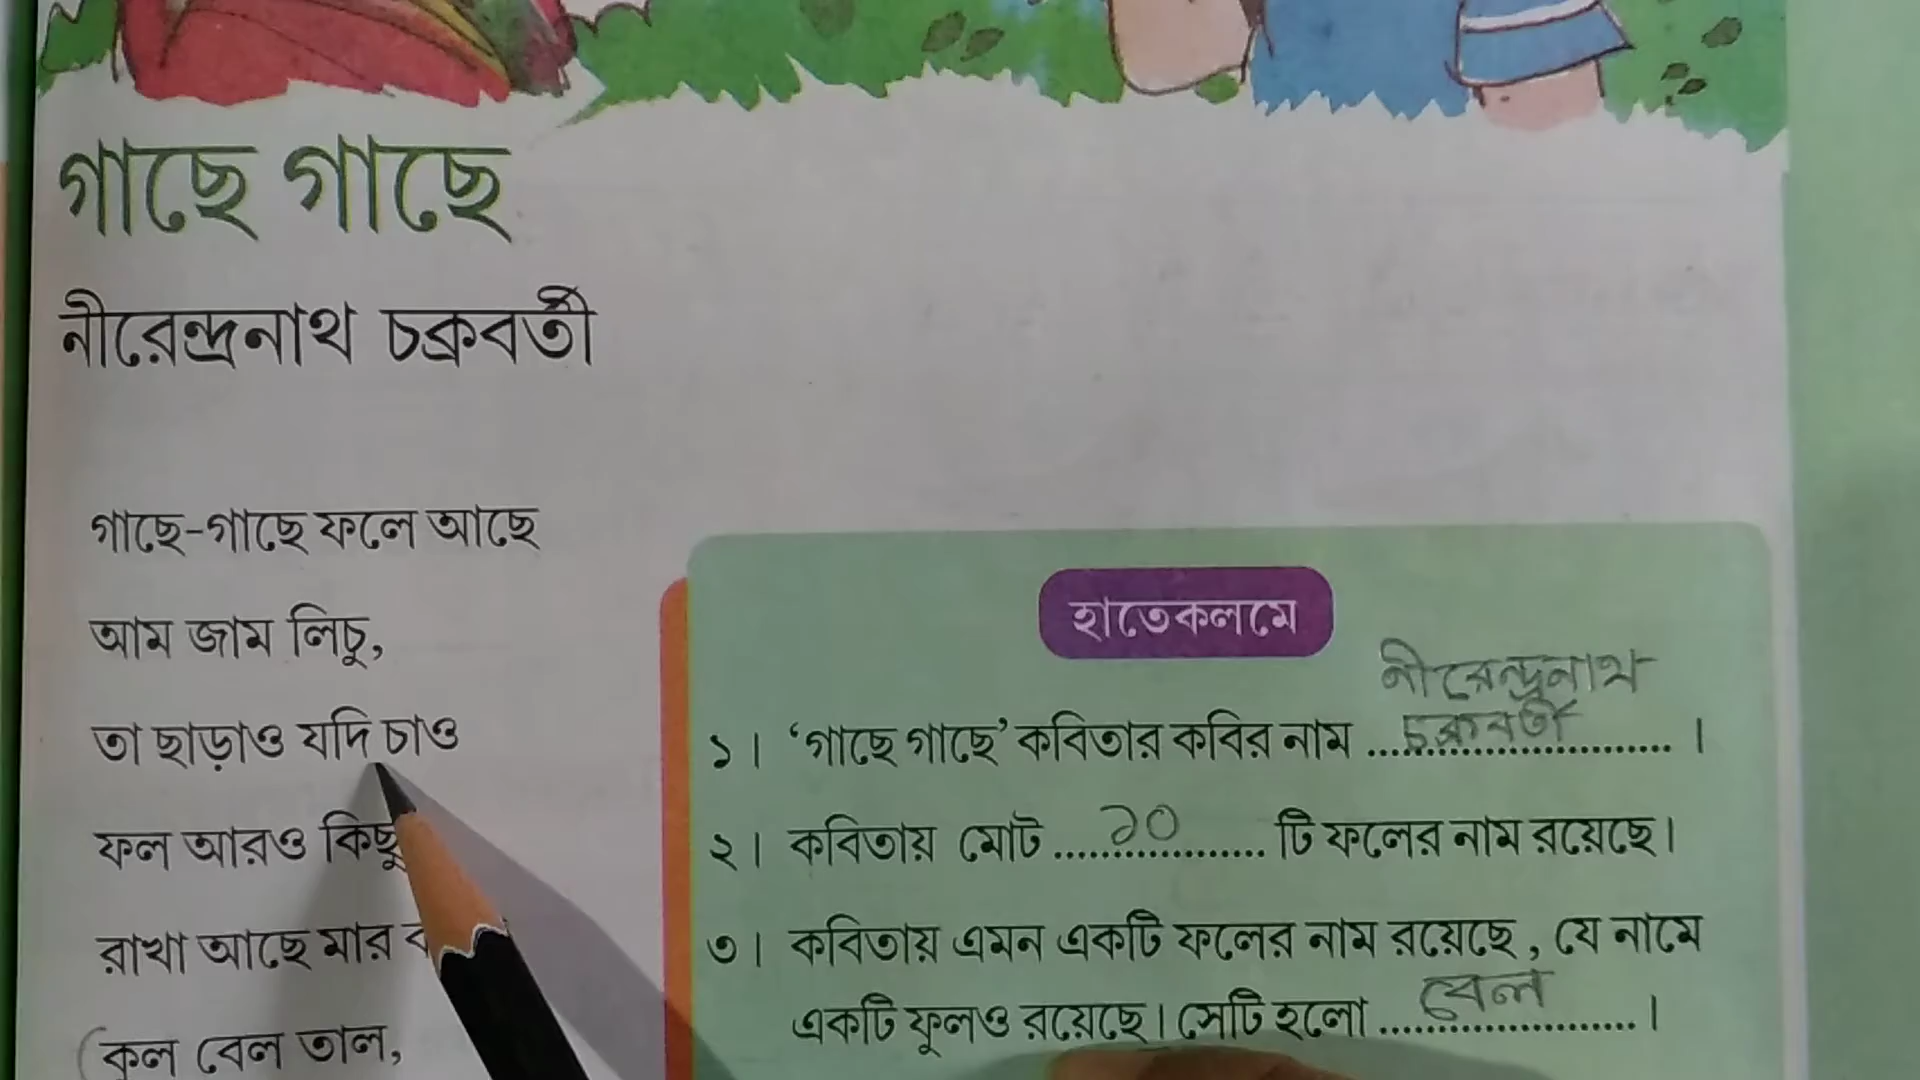 গাছে গাছে
নীরেন্দ্রনাথ চক্রবর্তী
গাছে-গাছে ফলে আছে
আম জাম লিচু,
তা ছাড়াও যদি চাও
ফল আরও কিছু
রাখা আছে মার
কুল বেল তাল,
হাতেকলমে
নীরেন্দ্রনাথ
১। ‘গাছে গাছে’ কবিতার কবির নাম চক্রবর্তী ।
২। কবিতায় মোট ১০ টি ফলের নাম রয়েছে।
৩। কবিতায় এমন একটি ফলের নাম রয়েছে, যে নামে
একটি ফুলও রয়েছে। সেটি হলো বেল ।